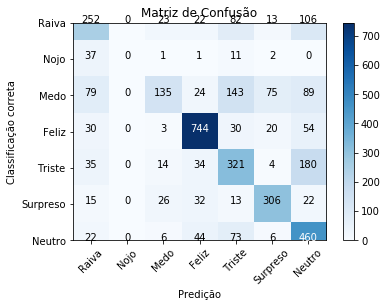 Matriz de Confusão
Raiva 252 0 23 22 82 13 106
Nojo 37 0 1 1 11 2 0
Medo 79 0 135 24 143 75 89
Feliz 30 0 3 744 30 20 54
Triste 35 0 14 34 321 4 180
Surpreso 15 0 26 32 13 306 22
Neutro 22 0 6 44 73 6 460
Raiva Nojo Medo Feliz Triste Surpreso Neutro
Predição
Classificação correta
700
600
500
400
300
200
100
0